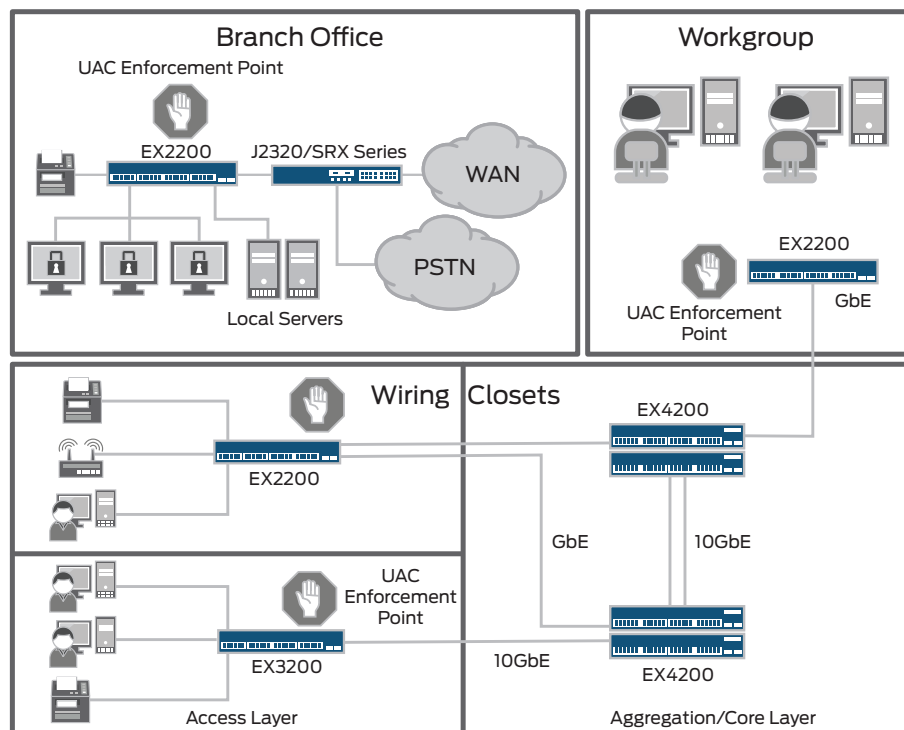 Branch Office
UAC Enforcement Point
EX2200
J2320/SRX Series
WAN
PSTN
Local Servers
Workgroup
EX2200
GbE
UAC Enforcement
Point
Wiring Closets
EX2200
EX4200
GbE
10GbE
UAC
Enforcement
Point
EX3200
10GbE
EX4200
Access Layer
Aggregation/Core Layer